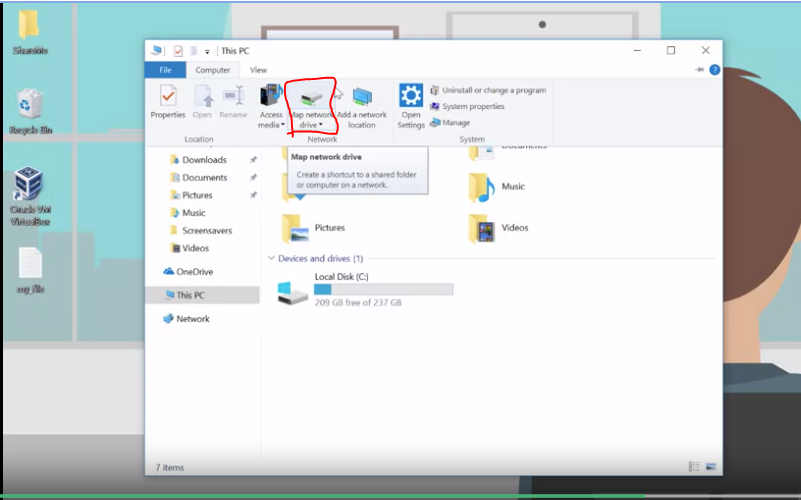 ShareMe
Recycle Bin
Oracle VM
VirtualBox
my_file
This PC
File
Computer
View
Properties
Open
Rename
Access
media
Map network
drive
Add a network
location
Open
Settings
Uninstall or change a program
System properties
Manage
Location
Network
System
Map network drive
Create a shortcut to a shared folder
or computer on a network.
Downloads
Documents
Pictures
Music
Screensavers
Videos
OneDrive
This PC
Network
Documents
Music
Pictures
Videos
Devices and drives (1)
Local Disk (C:)
209 GB free of 237 GB
7 items